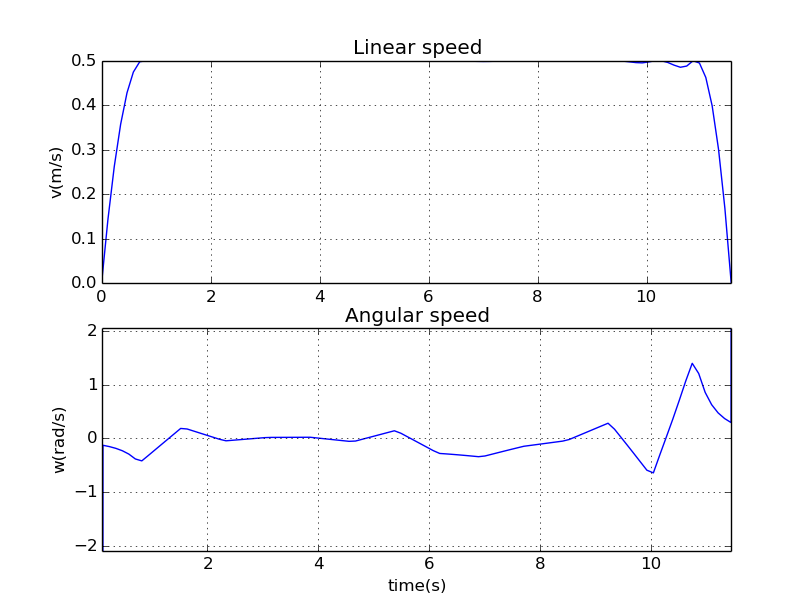 Linear speed
0.5
0.4
0.3
0.2
0.1
0.0
v(m/s)
0 2 4 6 8 10
Angular speed
2
1
0
−1
−2
w(rad/s)
2 4 6 8 10
time(s)